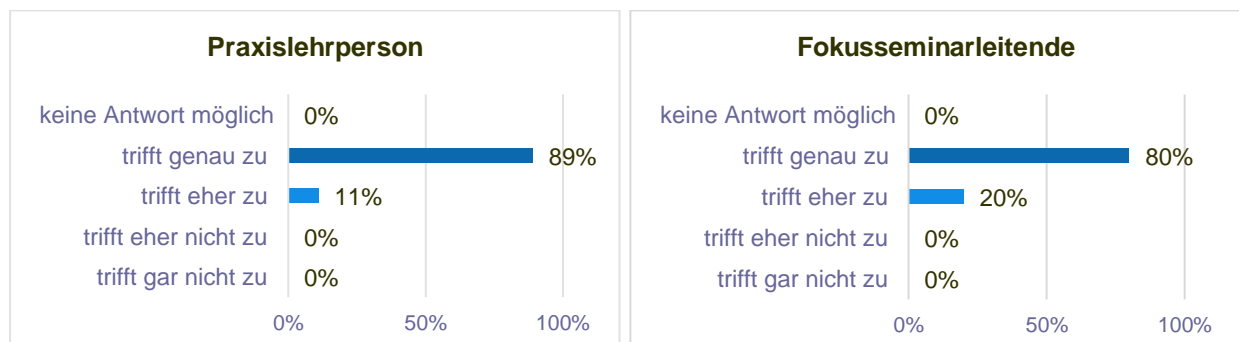 Praxislehrperson
keine Antwort möglich 0%
trifft genau zu 89%
trifft eher zu 11%
trifft eher nicht zu 0%
trifft gar nicht zu 0%
0% 50% 100%
Fokusseminarleitende
keine Antwort möglich 0%
trifft genau zu 80%
trifft eher zu 20%
trifft eher nicht zu 0%
trifft gar nicht zu 0%
0% 50% 100%